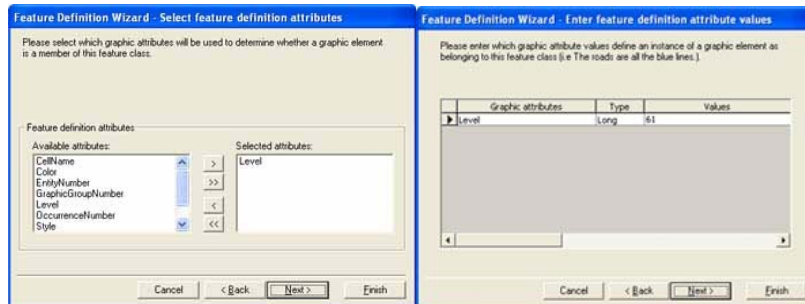 Feature Definition Wizard - Select feature definition attributes
Please select which graphic attributes will be used to determine whether a graphic element
is a member of this feature class.
Feature definition attributes
Available attributes:
CellName
Color
EntityNumber
GraphicGroupNumber
Level
OccurrenceNumber
Style
>
>>
<
<<
Selected attributes:
Level
Cancel
< Back
Next >
Finish
Feature Definition Wizard - Enter feature definition attribute values
Please enter which graphic attribute values define an instance of a graphic element as
belonging to this feature class (i.e The roads are all the blue lines.).
Graphic attributes Type Values
Level Long 61
Cancel
< Back
Next >
Finish